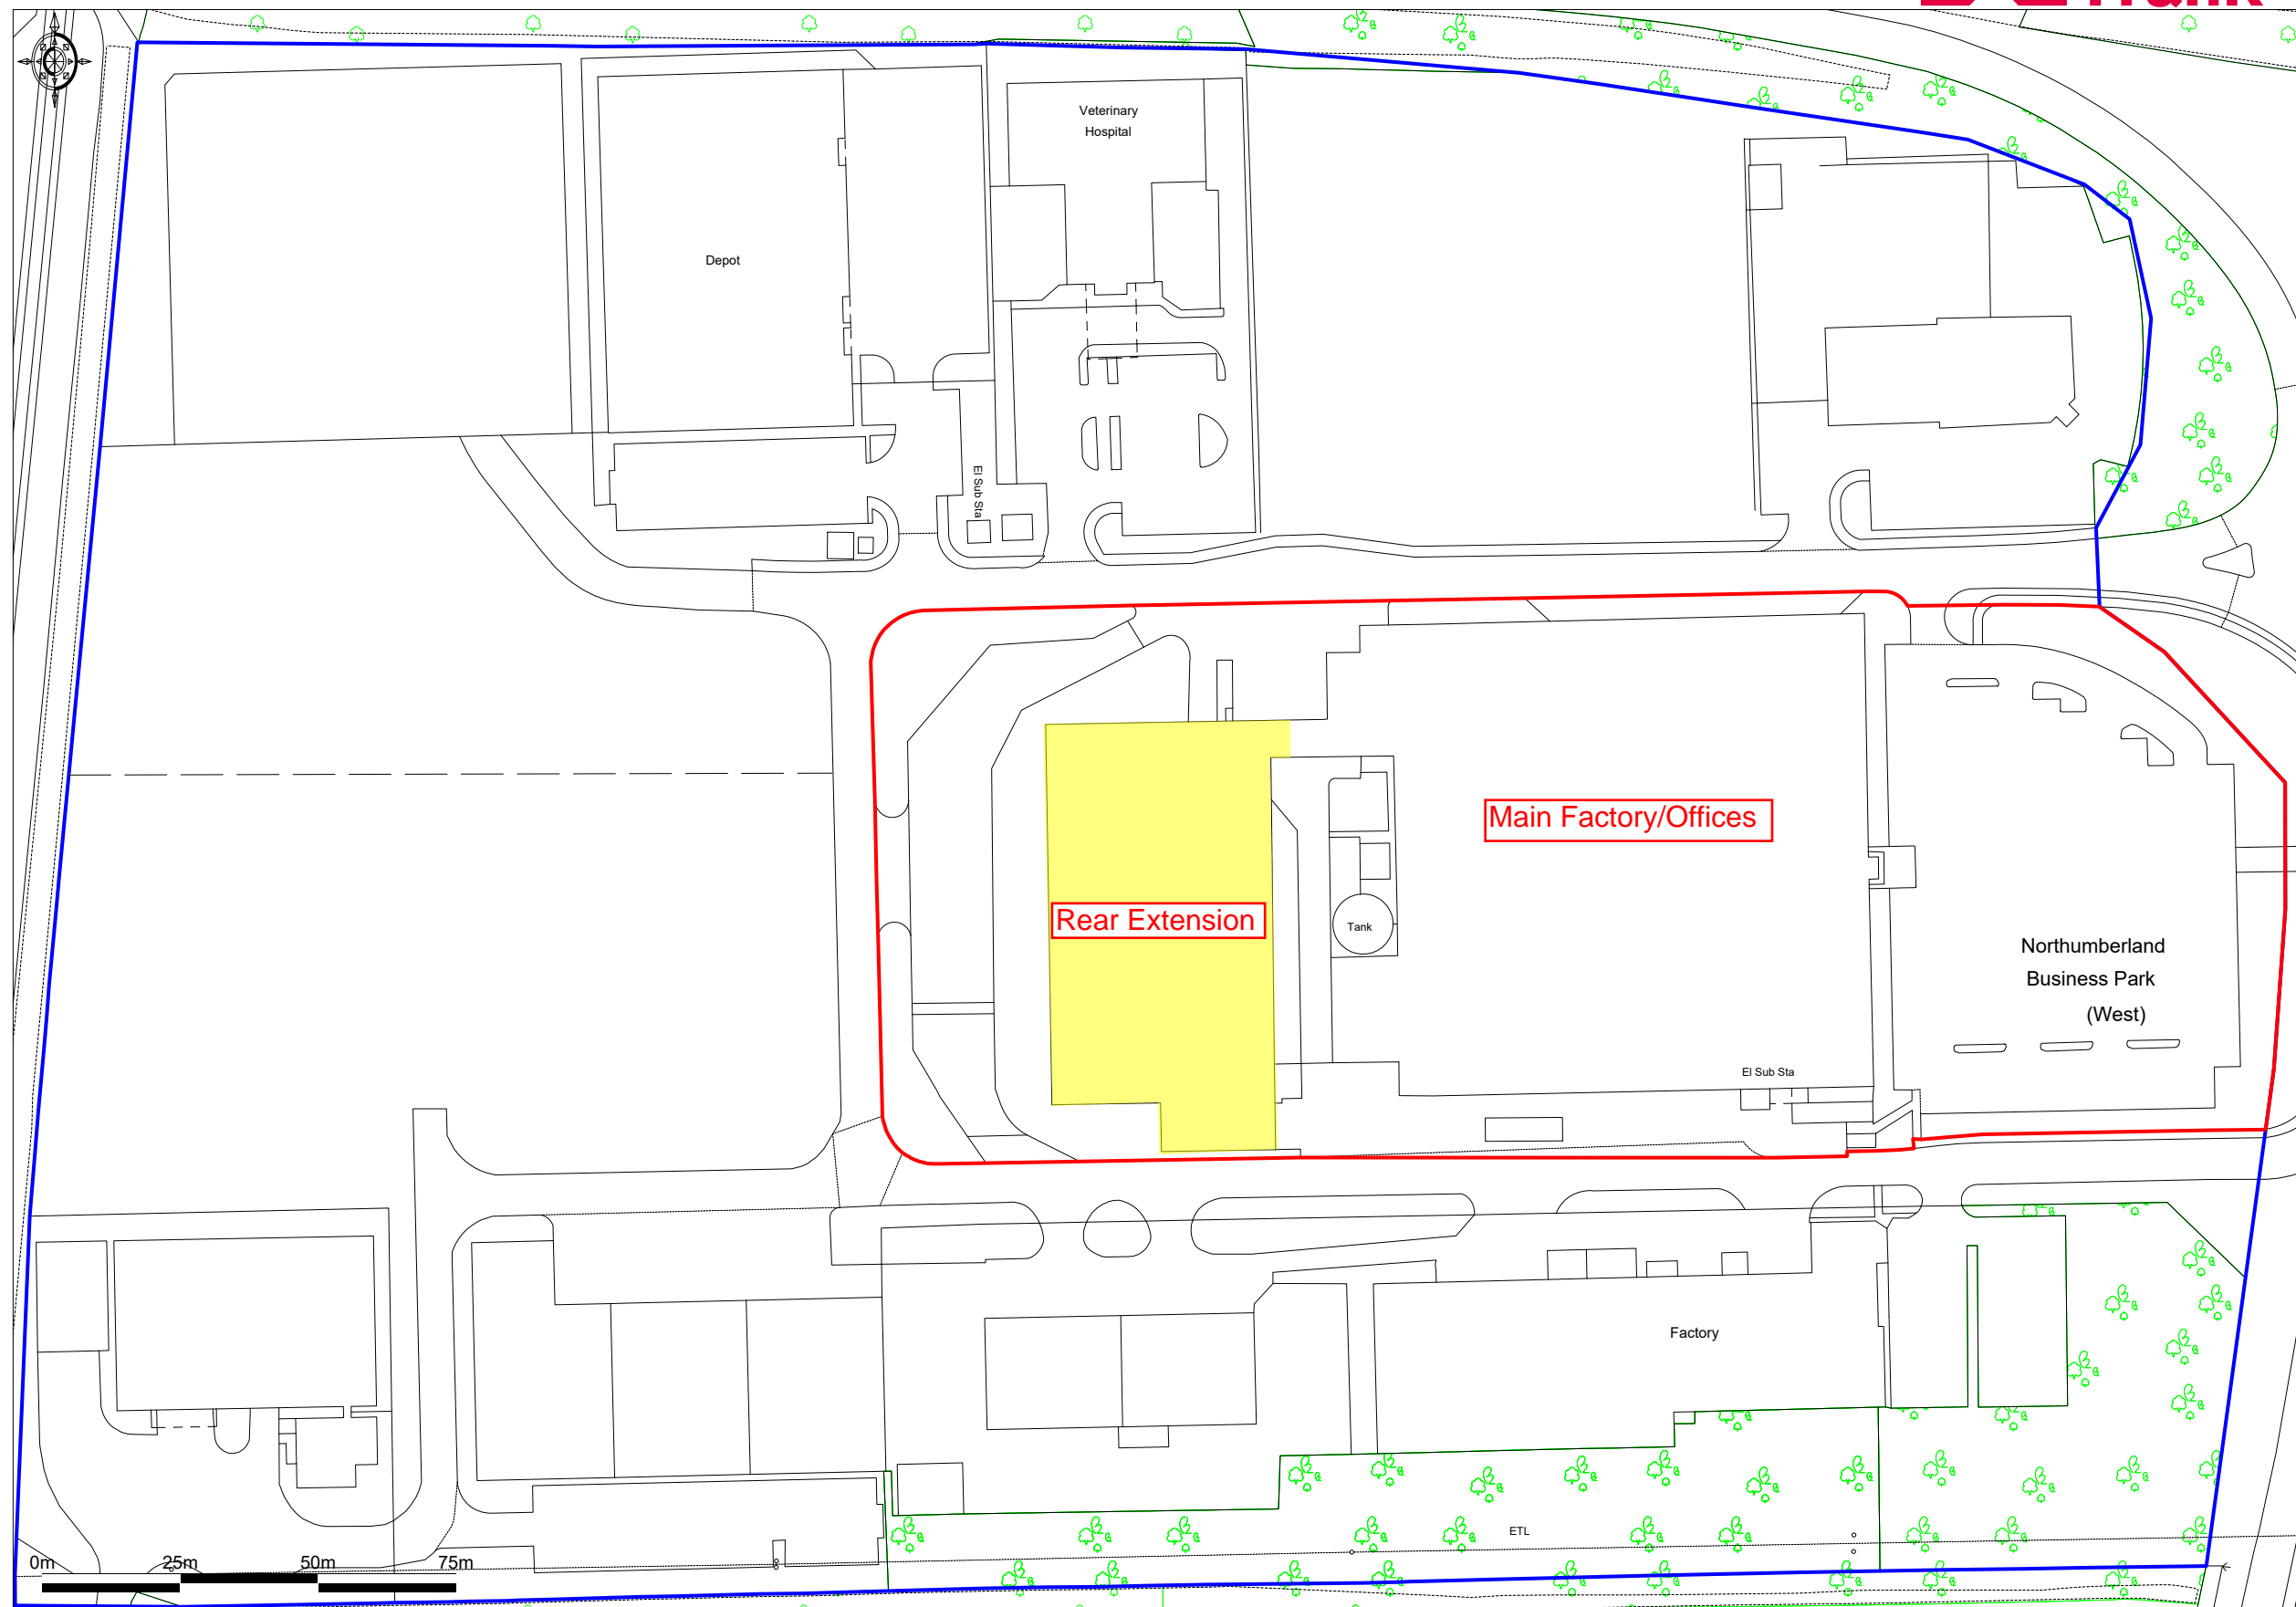 Veterinary
Hospital
Depot
El Sub Sta
Main Factory/Offices
Rear Extension
Tank
Northumberland
Business Park
(West)
El Sub Sta
Factory
ETL
0m 25m 50m 75m